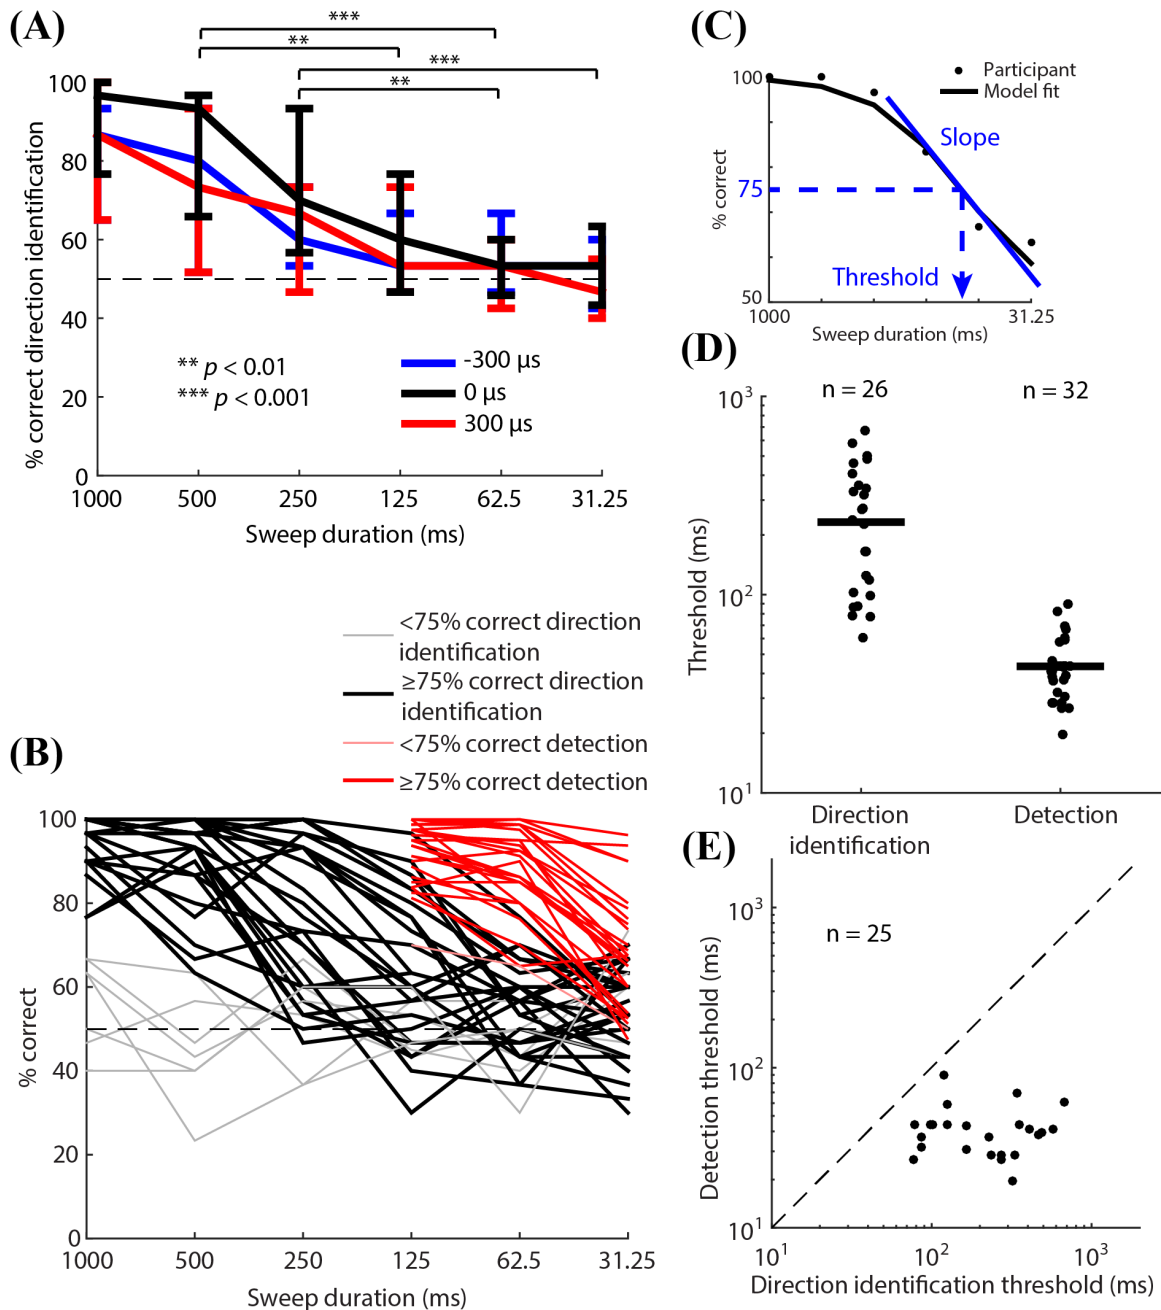 (A)
***
**
***
**
100
80
60
40
20
0
% correct direction identification
** p < 0.01
*** p < 0.001
-300 µs
0 µs
300 µs
1000 500 250 125 62.5 31.25
Sweep duration (ms)
(C)
100
75
50
% correct
Participant
Model fit
Slope
Threshold
1000 31.25
Sweep duration (ms)
(D)
n = 26 n = 32
10³
10²
10¹
Threshold (ms)
Direction
identification
Detection
<75% correct direction
identification
≥75% correct direction
identification
<75% correct detection
≥75% correct detection
(B)
100
80
60
40
20
0
% correct
1000 500 250 125 62.5 31.25
Sweep duration (ms)
(E)
n = 25
10³
10²
10¹
Detection threshold (ms)
10¹ 10² 10³
Direction identification threshold (ms)